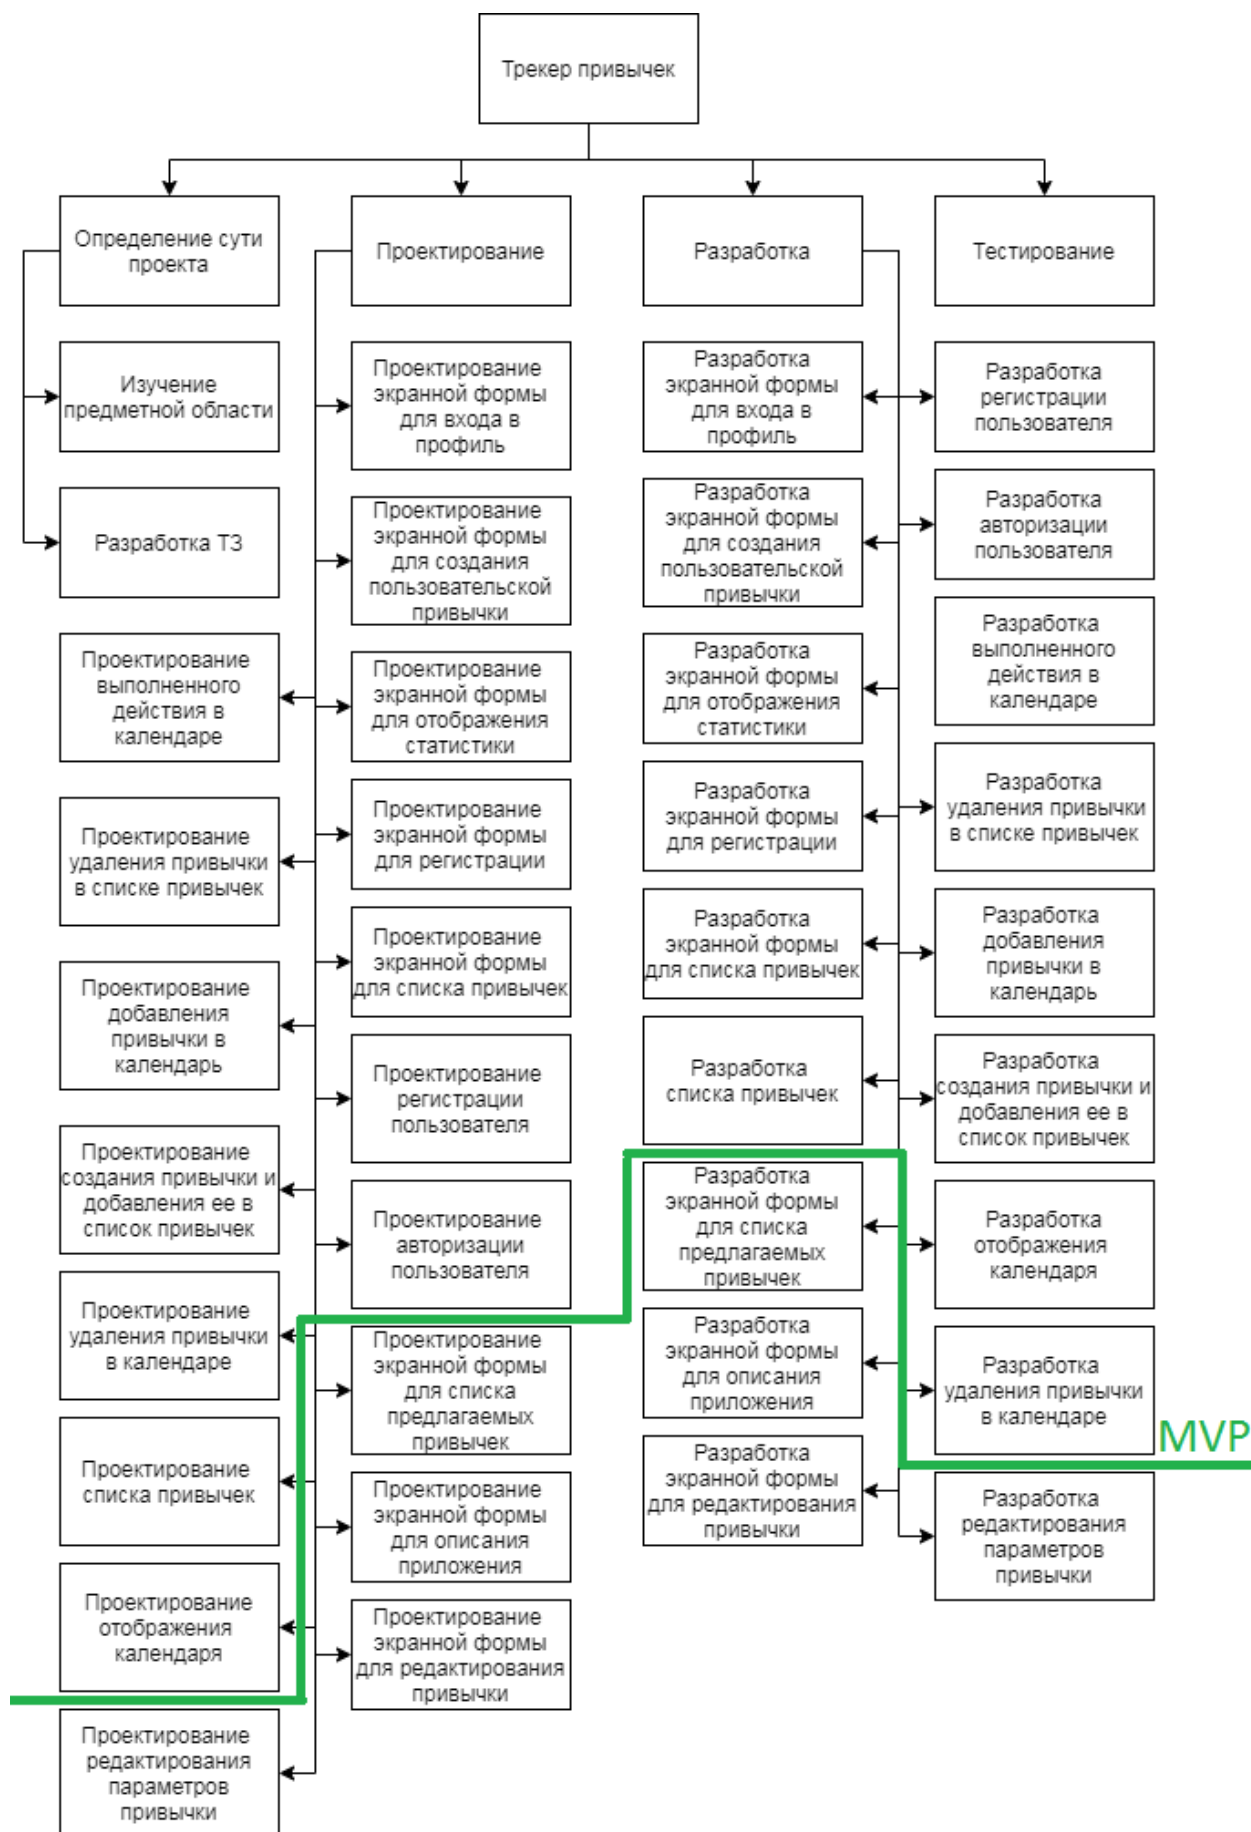 Трекер привычек
Определение сути
проекта
Проектирование
Разработка
Тестирование
Изучение
предметной области
Разработка ТЗ
Проектирование
выполненного
действия в
календаре
Проектирование
удаления привычки
в списке привычек
Проектирование
добавления
привычки в
календарь
Проектирование
создания привычки и
добавления ее в
список привычек
Проектирование
удаления привычки
в календаре
Проектирование
списка привычек
Проектирование
отображения
календаря
Проектирование
редактирования
параметров
привычки
Проектирование
экранной формы
для входа в
профиль
Проектирование
экранной формы
для создания
пользовательской
привычки
Проектирование
экранной формы
для отображения
статистики
Проектирование
экранной формы
для регистрации
Проектирование
экранной формы
для списка привычек
Проектирование
регистрации
пользователя
Проектирование
авторизации
пользователя
Проектирование
экранной формы
для списка
предлагаемых
привычек
Проектирование
экранной формы
для описания
приложения
Проектирование
экранной формы
для редактирования
привычки
Разработка
экранной формы
для входа в
профиль
Разработка
экранной формы
для создания
пользовательской
привычки
Разработка
экранной формы
для отображения
статистики
Разработка
экранной формы
для регистрации
Разработка
экранной формы
для списка привычек
Разработка
списка привычек
Разработка
экранной формы
для списка
предлагаемых
привычек
Разработка
экранной формы
для описания
приложения
Разработка
экранной формы
для редактирования
привычки
Разработка
регистрации
пользователя
Разработка
авторизации
пользователя
Разработка
выполненного
действия в
календаре
Разработка
удаления привычки
в списке привычек
Разработка
добавления
привычки в
календарь
Разработка
создания привычки и
добавления ее в
список привычек
Разработка
отображения
календаря
Разработка
удаления привычки
в календаре
MVP
Разработка
редактирования
параметров
привычки